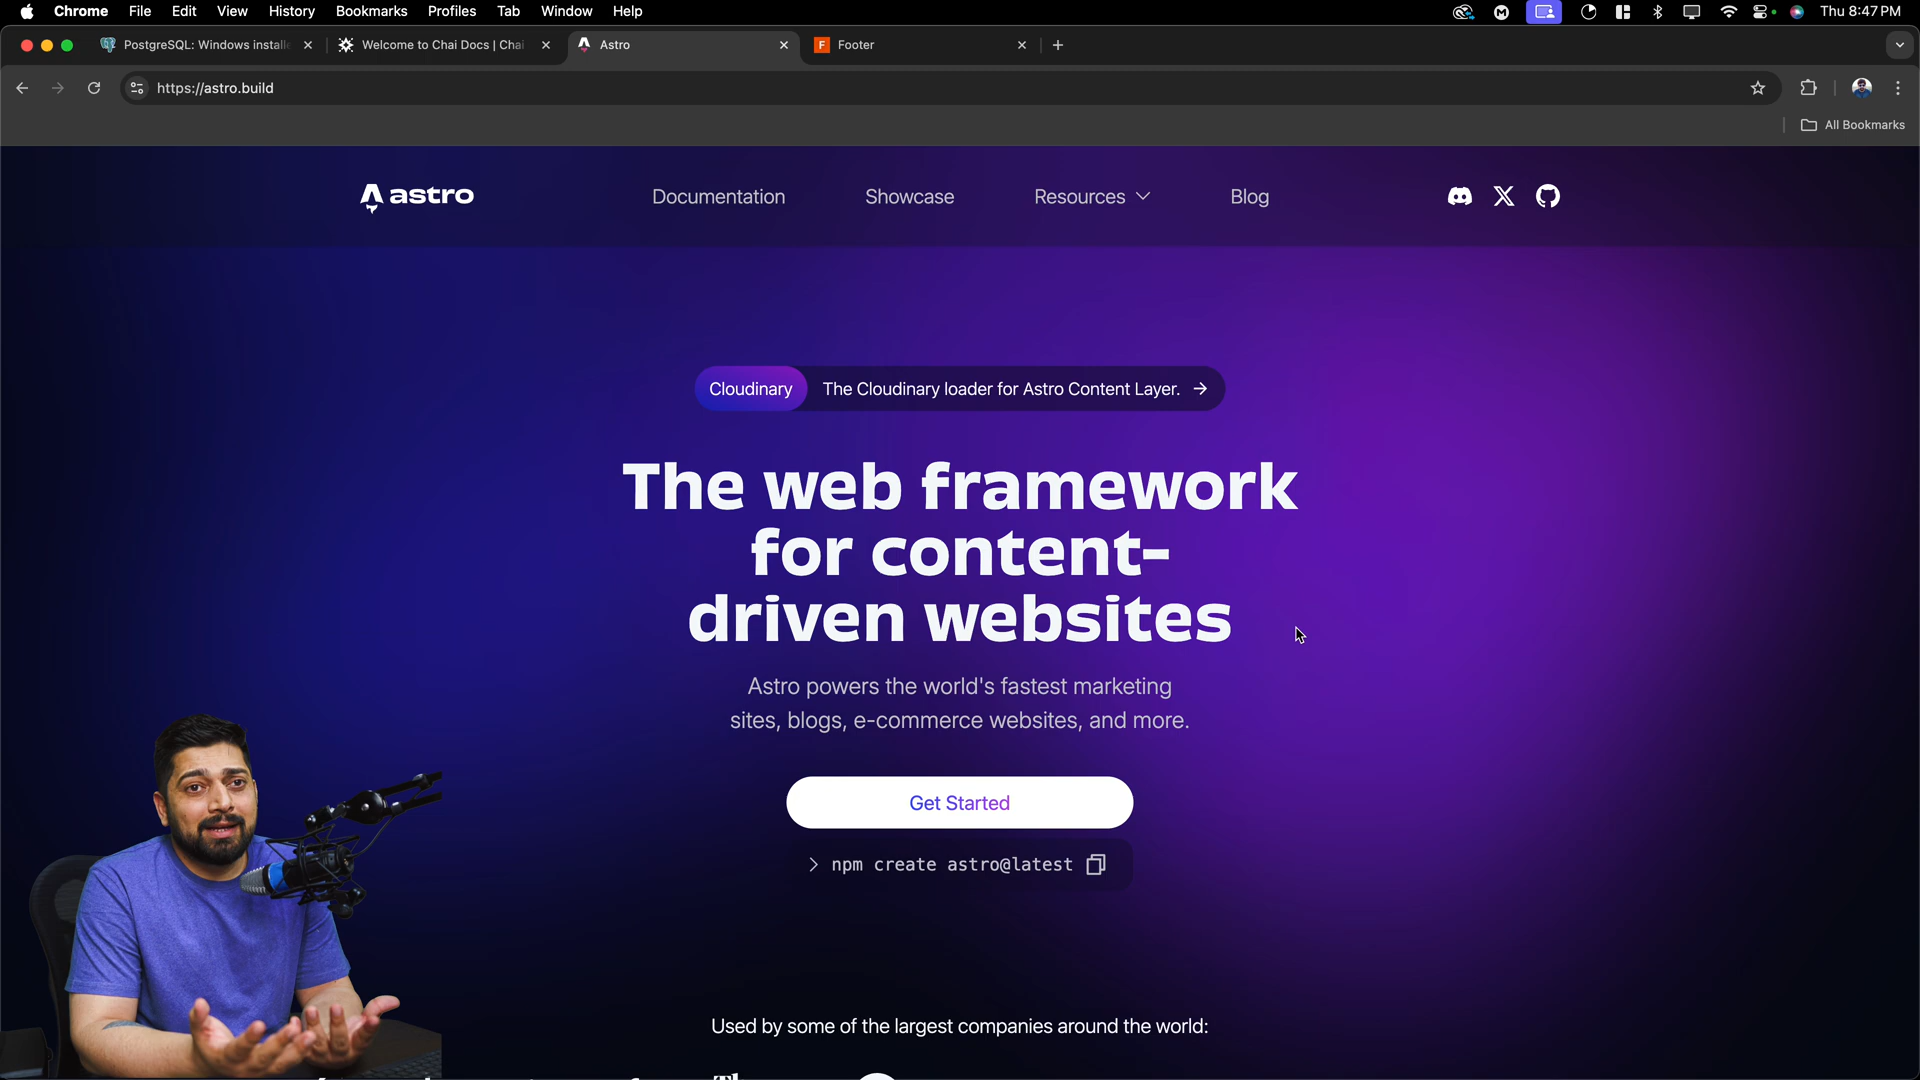 Chrome File Edit View History Bookmarks Profiles Tab Window Help
Thu 8:47 PM
PostgreSQL: Windows installe
Welcome to Chai Docs | Chai
Astro
Footer
https://astro.build
All Bookmarks
astro
Documentation
Showcase
Resources
Blog
Cloudinary The Cloudinary loader for Astro Content Layer. →
The web framework
for content-
driven websites
Astro powers the world's fastest marketing
sites, blogs, e-commerce websites, and more.
Get Started
> npm create astro@latest
Used by some of the largest companies around the world: